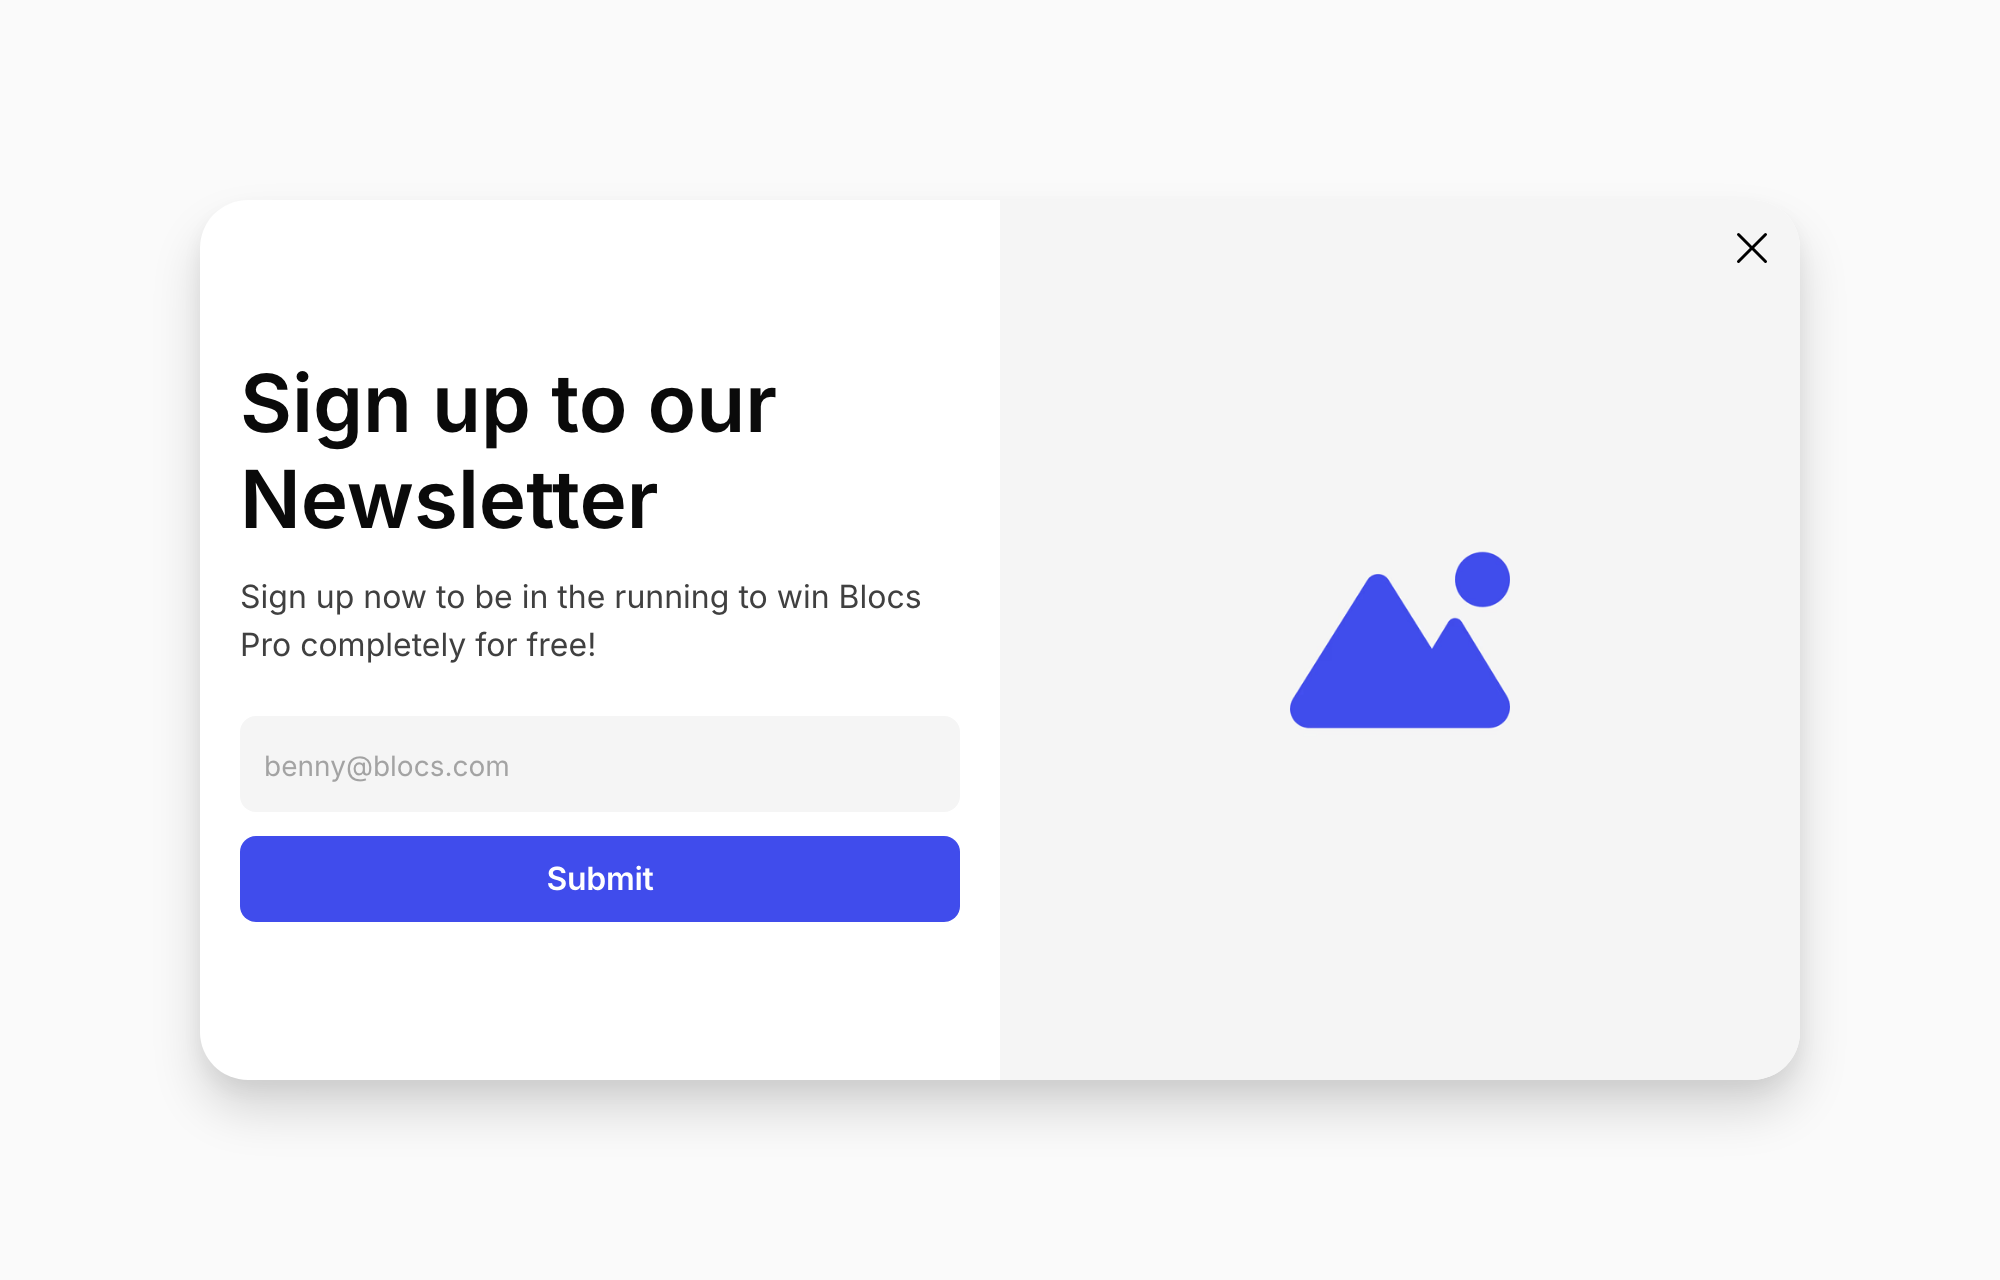 Sign up to our
Newsletter
Sign up now to be in the running to win Blocs
Pro completely for free!
benny@blocs.com
Submit